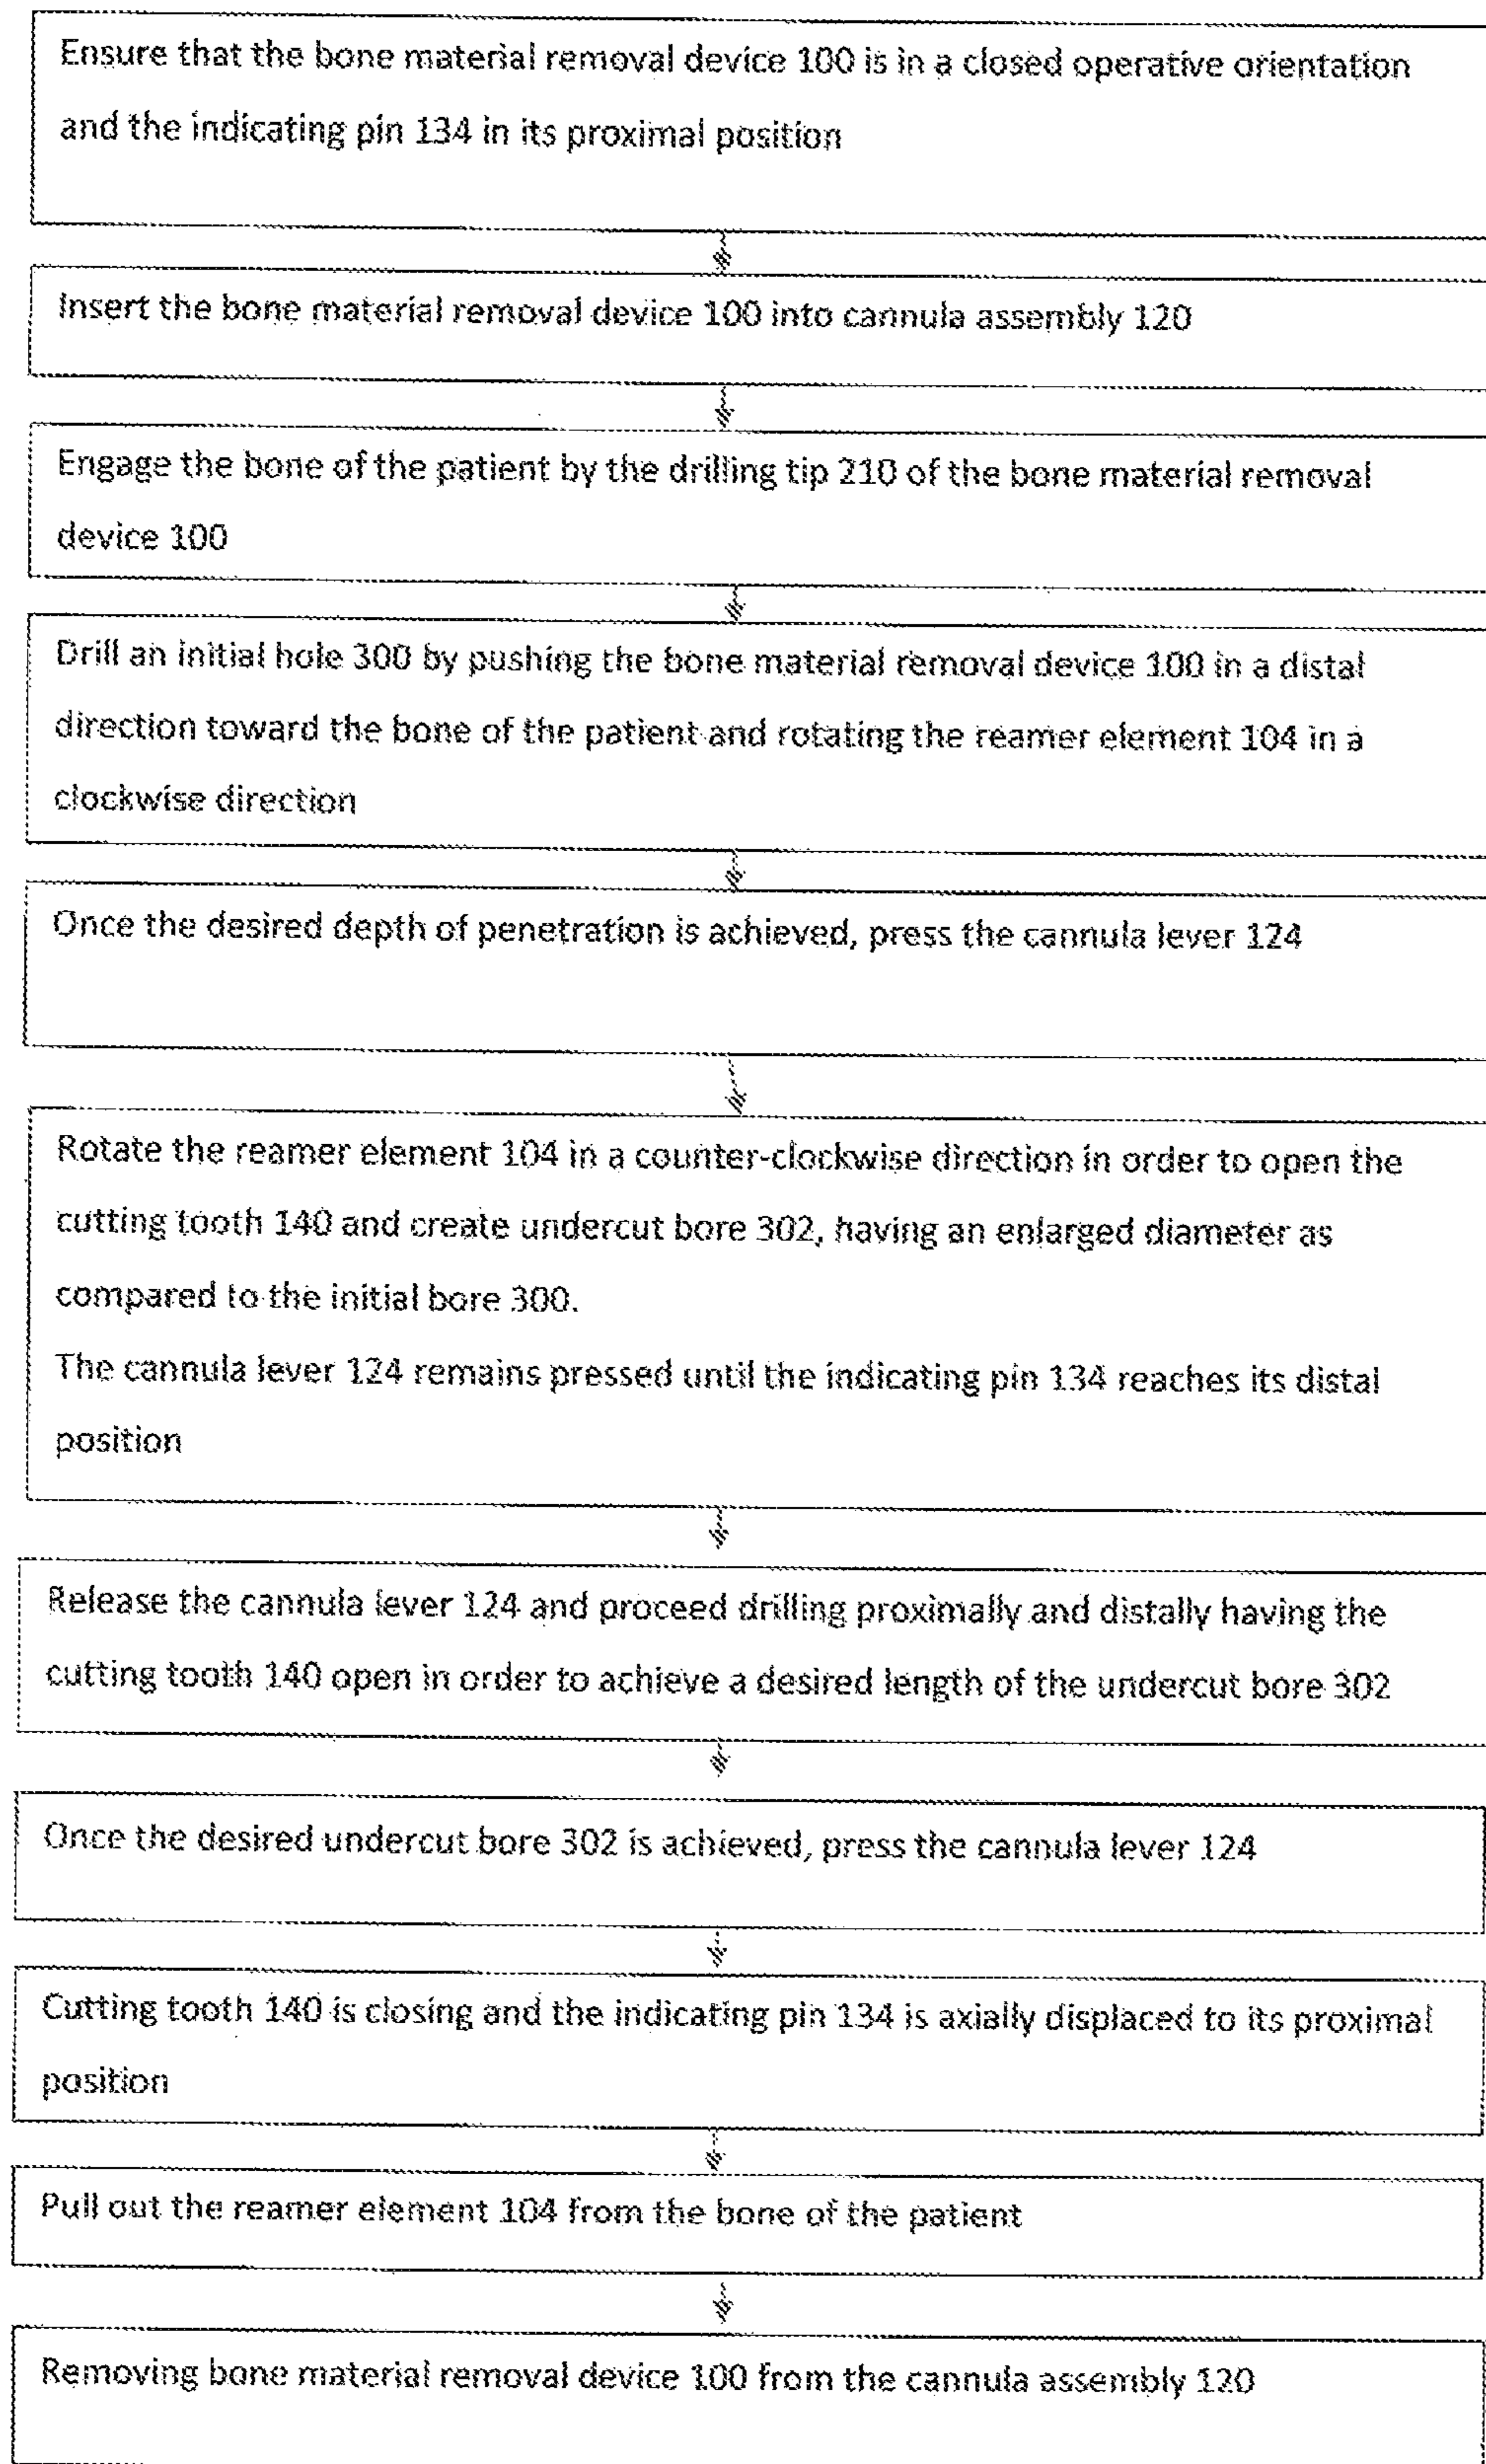 Ensure that the bone material removal device 100 is in a closed operative orientation
and the indicating pin 134 in its proximal position
Insert the bone material removal device 100 into cannula assembly 120
Engage the bone of the patient by the drilling tip 210 of the bone material removal
device 100
Drill an initial hole 300 by pushing the bone material removal device 100 in a distal
direction toward the bone of the patient and rotating the reamer element 104 in a
clockwise direction
Once the desired depth of penetration is achieved, press the cannula lever 124
Rotate the reamer element 104 in a counter-clockwise direction in order to open the
cutting tooth 140 and create undercut bore 302, having an enlarged diameter as
compared to the initial bore 300.
The cannula lever 124 remains pressed until the indicating pin 134 reaches its distal
position
Release the cannula lever 124 and proceed drilling proximally and distally having the
cutting tooth 140 open in order to achieve a desired length of the undercut bore 302
Once the desired undercut bore 302 is achieved, press the cannula lever 124
Cutting tooth 140 is closing and the indicating pin 134 is axially displaced to its proximal
position
Pull out the reamer element 104 from the bone of the patient
Removing bone material removal device 100 from the cannula assembly 120